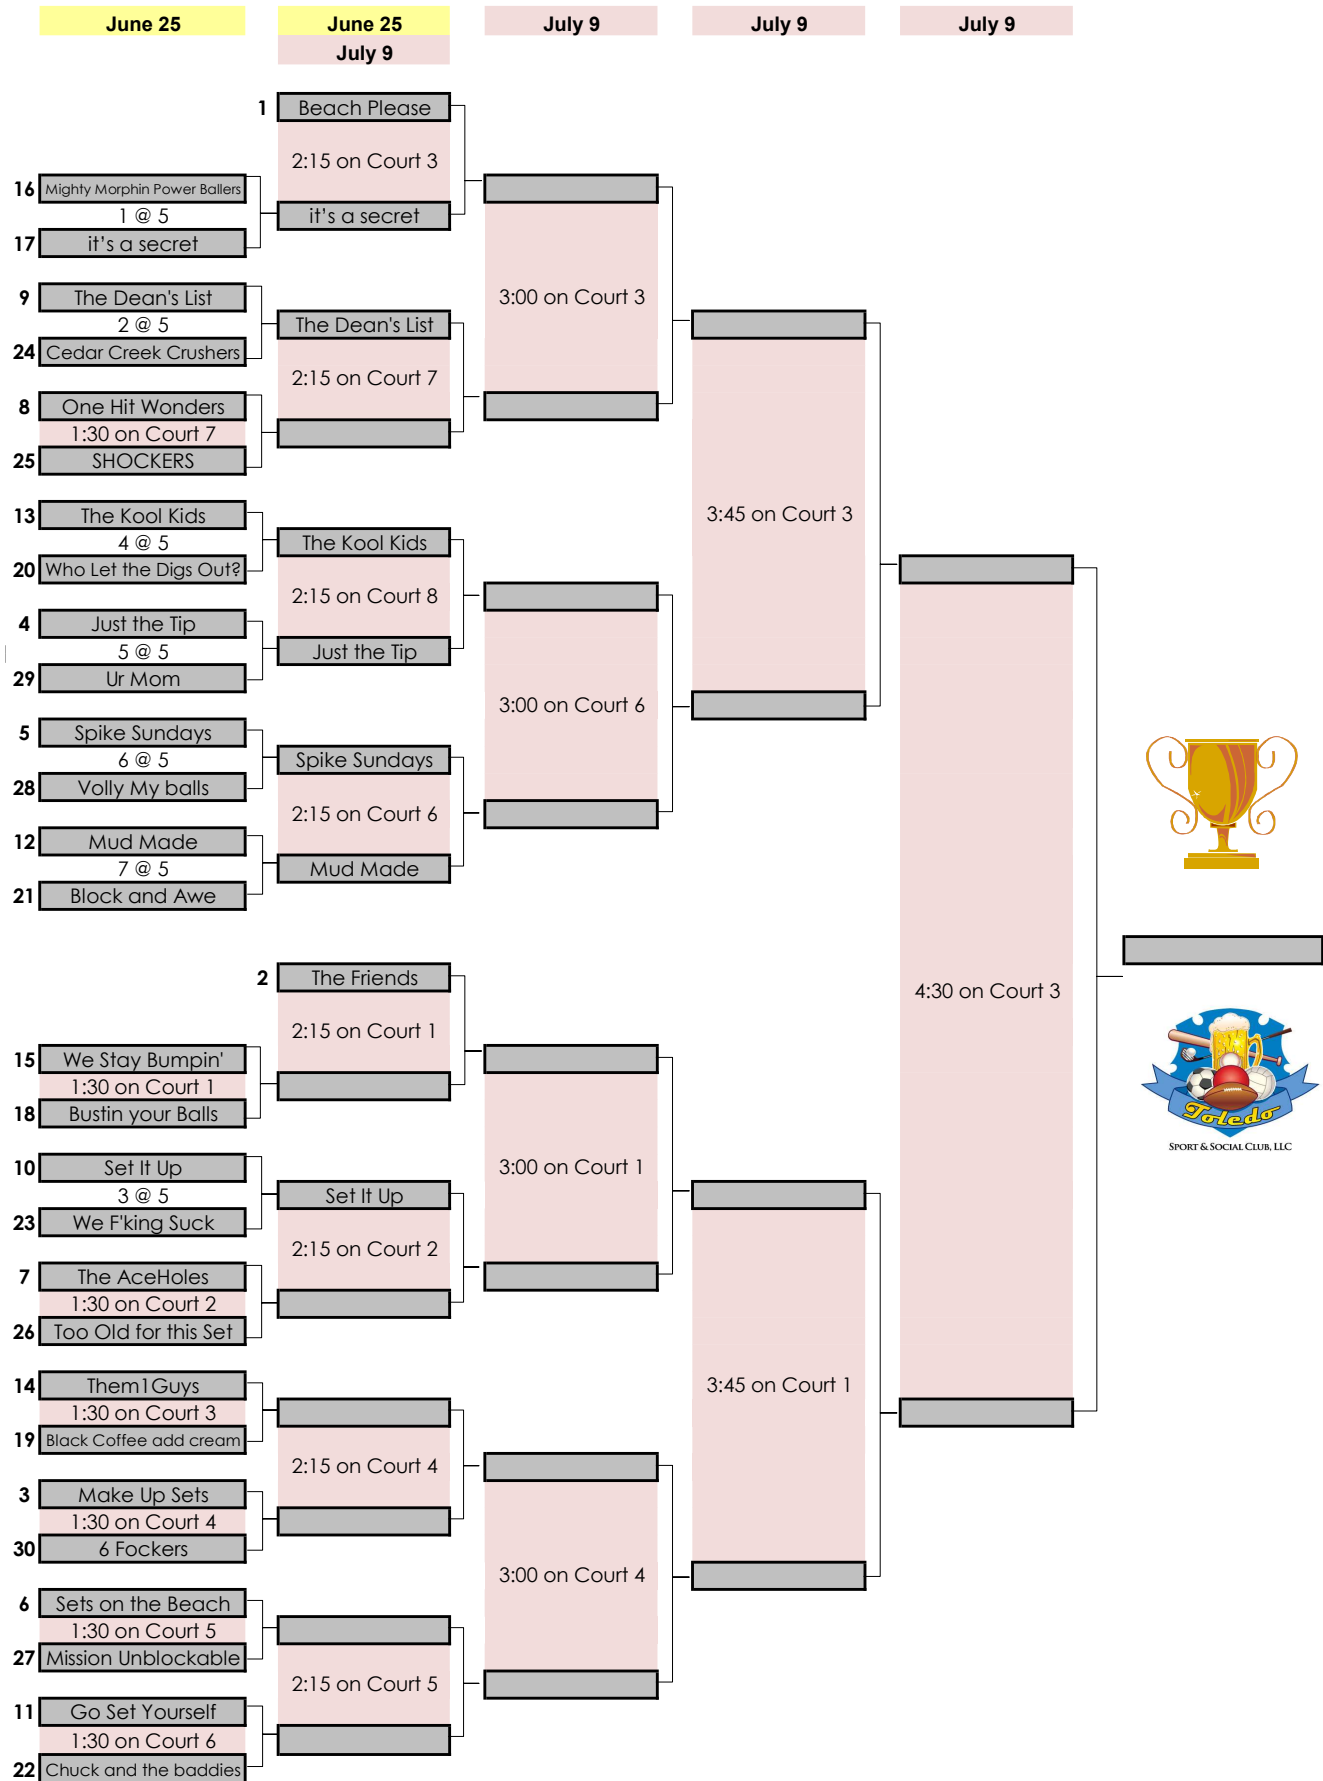 June 25 June 25 July 9 July 9 July 9
July 9
1 Beach Please
2:15 on Court 3
16 Mighty Morphin Power Ballers
1 @ 5
it's a secret
17 it's a secret
9 The Dean's List
3:00 on Court 3
2 @ 5
The Dean's List
24 Cedar Creek Crushers
2:15 on Court 7
8 One Hit Wonders
1:30 on Court 7
25 SHOCKERS
13 The Kool Kids
3:45 on Court 3
4 @ 5
The Kool Kids
20 Who Let the Digs Out?
2:15 on Court 8
4 Just the Tip
5 @ 5
Just the Tip
29 Ur Mom
3:00 on Court 6
5 Spike Sundays
6 @ 5
Spike Sundays
28 Volly My balls
2:15 on Court 6
12 Mud Made
7 @ 5
Mud Made
21 Block and Awe
2 The Friends
4:30 on Court 3
2:15 on Court 1
15 We Stay Bumpin'
1:30 on Court 1
18 Bustin your Balls
Toledo
SPORT & SOCIAL CLUB, LLC
10 Set It Up
3:00 on Court 1
3 @ 5
Set It Up
23 We F'king Suck
2:15 on Court 2
7 The AceHoles
1:30 on Court 2
26 Too Old for this Set
14 Them1Guys
3:45 on Court 1
1:30 on Court 3
19 Black Coffee add cream
2:15 on Court 4
3 Make Up Sets
1:30 on Court 4
30 6 Fockers
3:00 on Court 4
6 Sets on the Beach
1:30 on Court 5
27 Mission Unblockable
2:15 on Court 5
11 Go Set Yourself
1:30 on Court 6
22 Chuck and the baddies